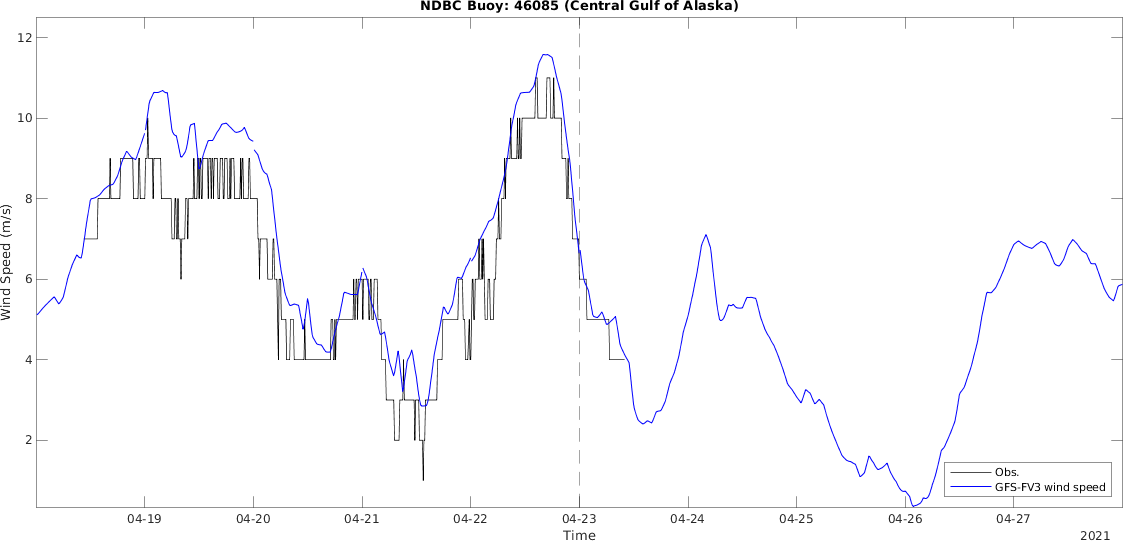 NDBC Buoy: 46085 (Central Gulf of Alaska)
Wind Speed (m/s)
12
10
8
6
4
2
04-19 04-20 04-21 04-22 04-23 04-24 04-25 04-26 04-27
Time
2021
Obs.
GFS-FV3 wind speed